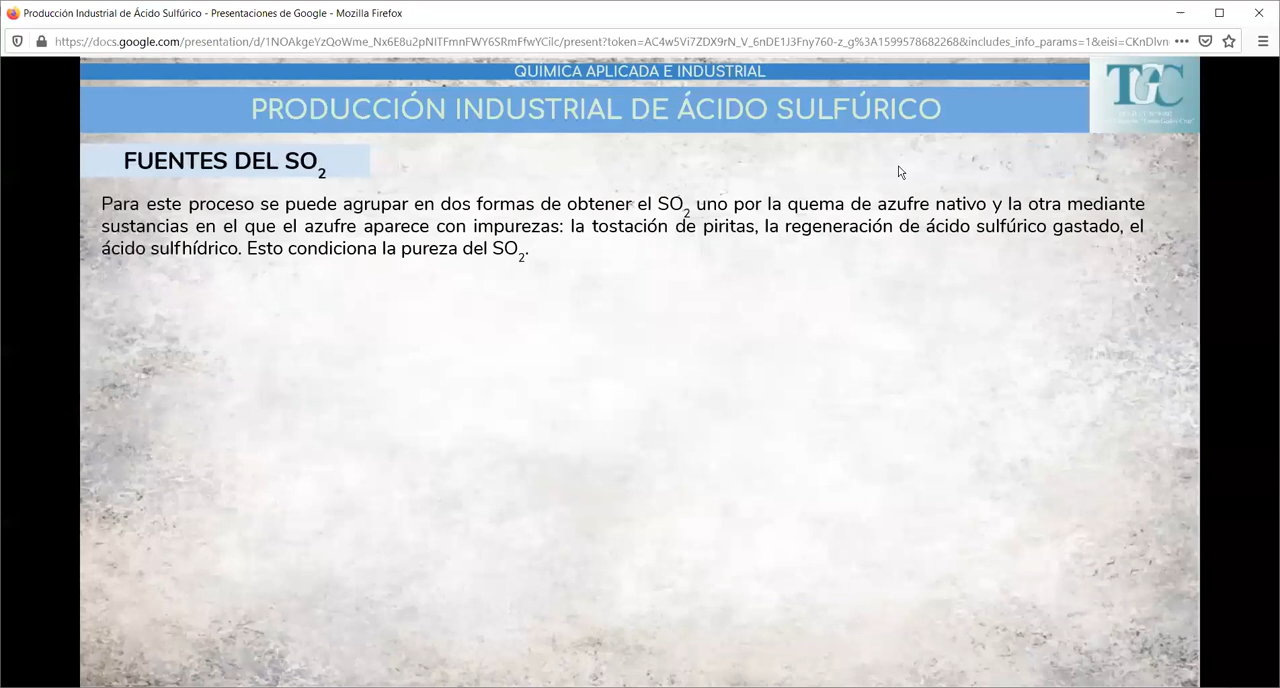 Producción Industrial de Ácido Sulfúrico - Presentaciones de Google - Mozilla Firefox
https://docs.google.com/presentation/d/1NOAkgeYzQoWme_Nx6E8u2pNITFmnFWY6SRmFfwYCilc/present?token=AC4w5Vi7ZDX9rN_V_6nDE1J3Fny760-z_g%3A1599578682268&includes_info_params=1&eisi=CKnDlvn
QUIMICA APLICADA E INDUSTRIAL
PRODUCCIÓN INDUSTRIAL DE ÁCIDO SULFÚRICO
TGC
FUENTES DEL SO2
Para este proceso se puede agrupar en dos formas de obtener el SO2 uno por la quema de azufre nativo y la otra mediante
sustancias en el que el azufre aparece con impurezas: la tostación de piritas, la regeneración de ácido sulfúrico gastado, el
ácido sulfhídrico. Esto condiciona la pureza del SO2.